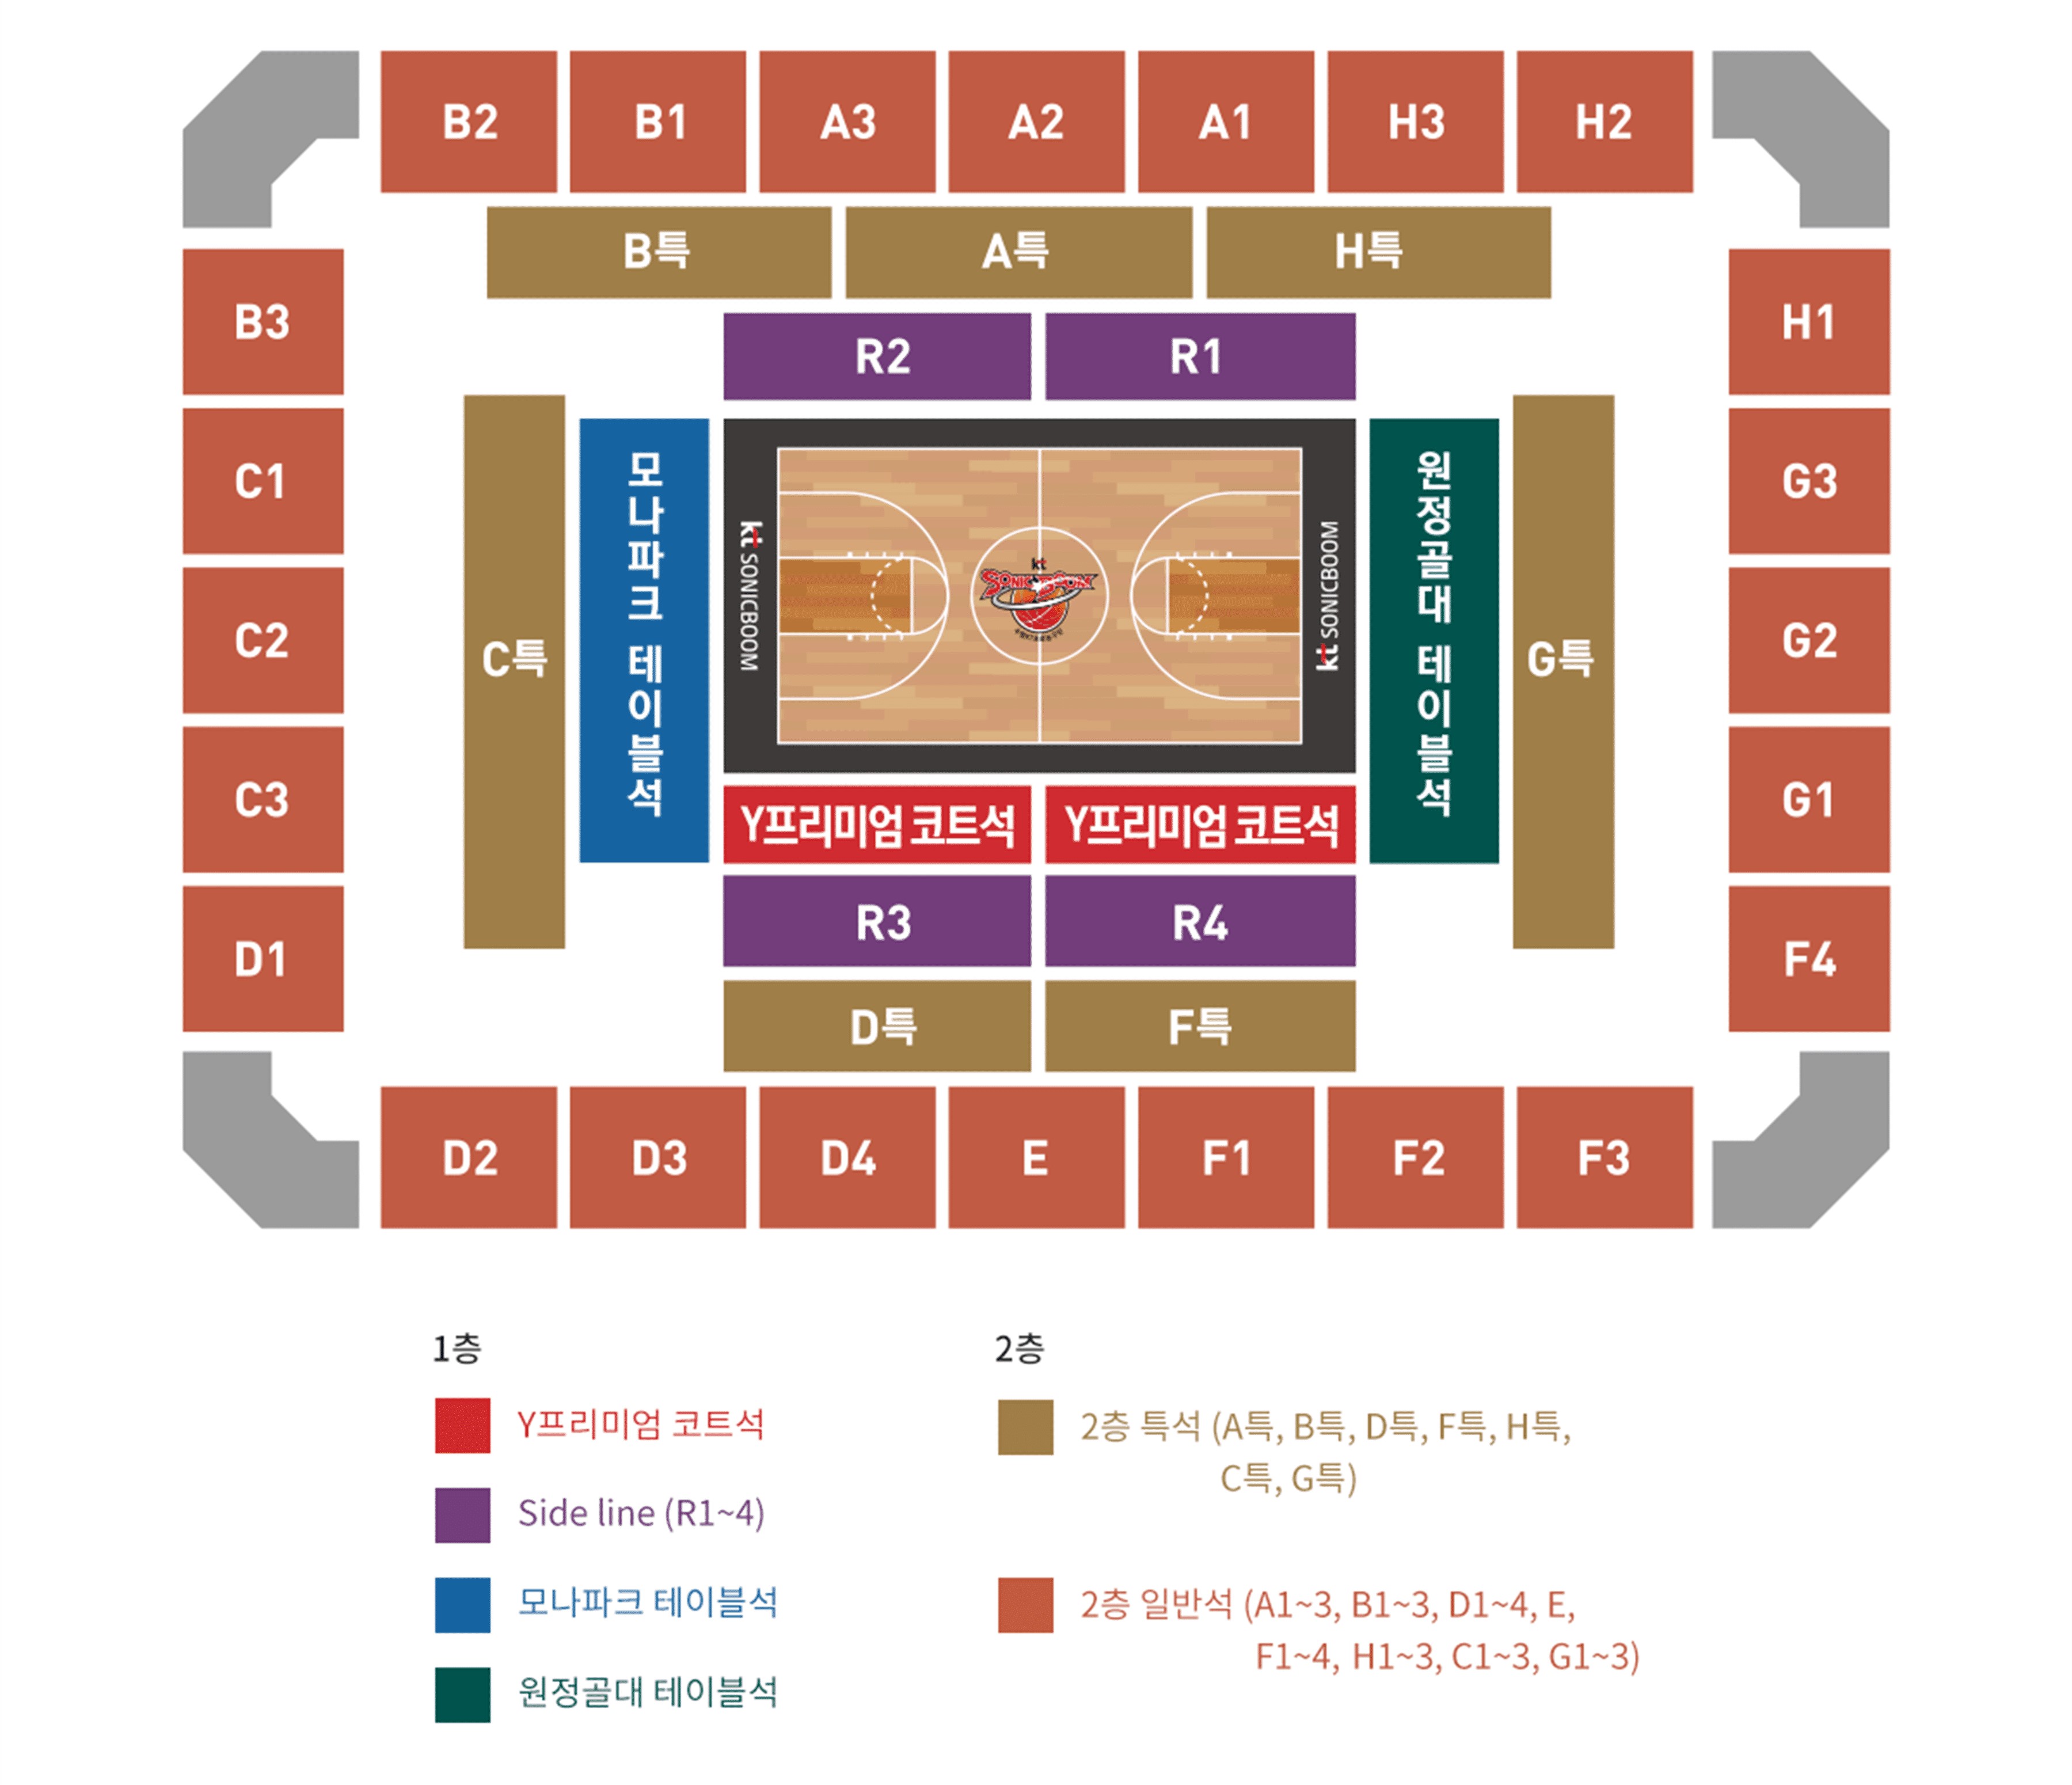 B2 B1 A3 A2 A1 H3 H2
B특 A특 H특
B3
H1
R2 R1
C1
G3
모나파크 테이블석
원정골대 테이블석
kt SONICBOOM
kt SONICBOOM
kt
SONICBOOM
C2
G2
C특
G특
C3
G1
Y프리미엄 코트석 Y프리미엄 코트석
R3 R4
D1
F4
D특 F특
D2 D3 D4 E F1 F2 F3
1층
Y프리미엄 코트석
Side line (R1~4)
모나파크 테이블석
원정골대 테이블석
2층
2층 특석 (A특, B특, D특, F특, H특,
C특, G특)
2층 일반석 (A1~3, B1~3, D1~4, E,
F1~4, H1~3, C1~3, G1~3)